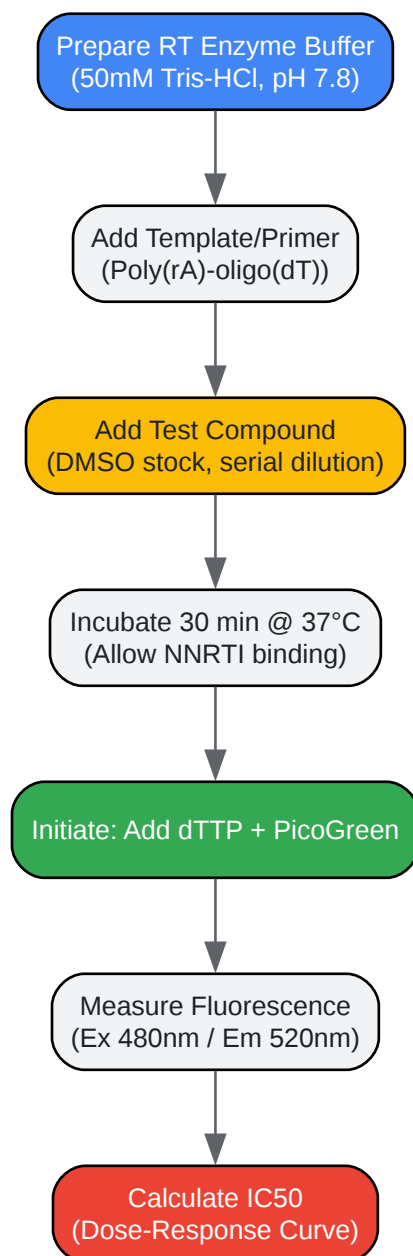 Prepare RT Enzyme Buffer
(50mM Tris-HCl, pH 7.8)
Add Template/Primer
(Poly(rA)-oligo(dT))
Add Test Compound
(DMSO stock, serial dilution)
Incubate 30 min @ 37°C
(Allow NNRTI binding)
Initiate: Add dTTP + PicoGreen
Measure Fluorescence
(Ex 480nm / Em 520nm)
Calculate IC50
(Dose-Response Curve)